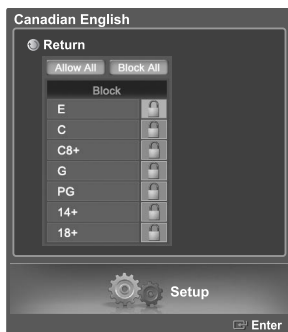 Canadian English
Return
Allow All Block All
Block
E
C
C8+
G
PG
14+
18+
Setup
Enter